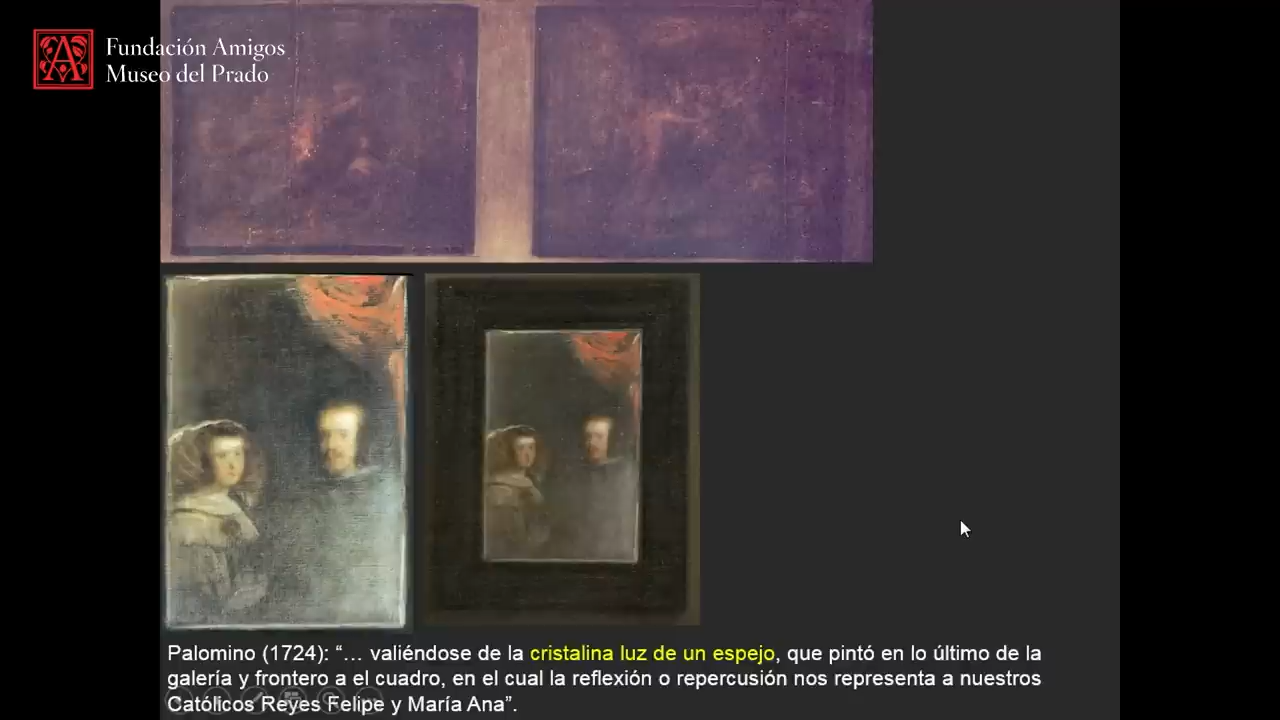 Fundación Amigos
Museo del Prado
Palomino (1724): “… valiéndose de la cristalina luz de un espejo, que pintó en lo último de la
galería y frontero a el cuadro, en el cual la reflexión o repercusión nos representa a nuestros
Católicos Reyes Felipe y María Ana”.